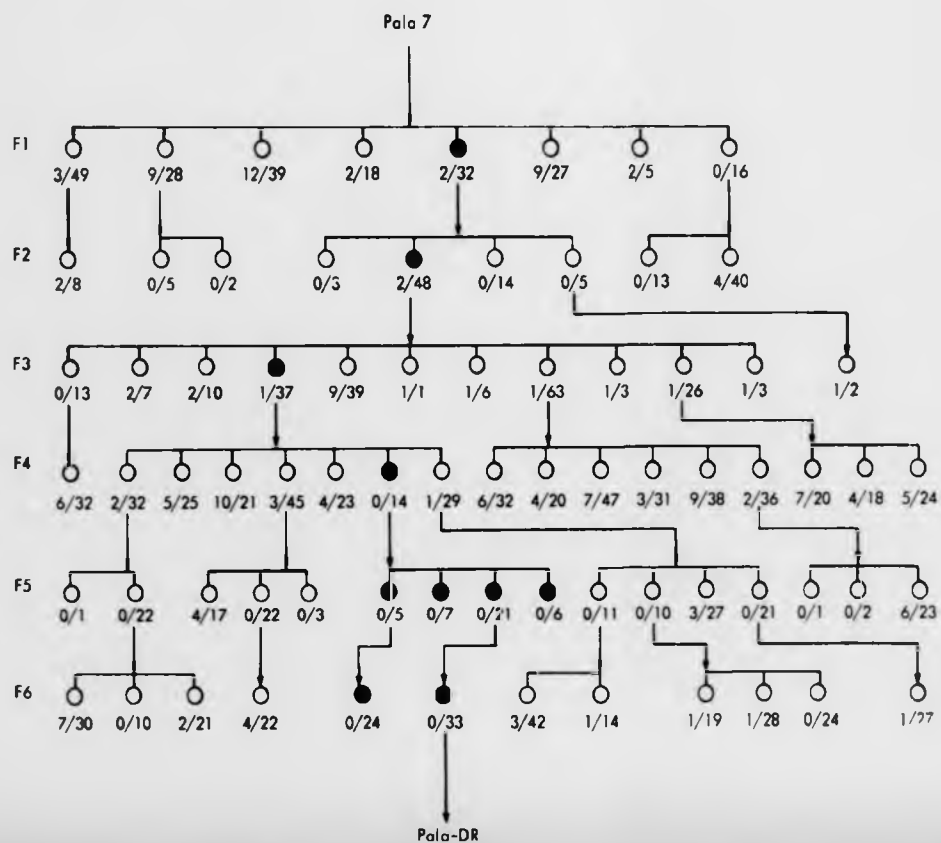 Pala 7
F1
3/49 9/28 12/39 2/18 2/32 9/27 2/5 0/16
F2
2/8 0/5 0/2 0/3 2/48 0/14 0/5 0/13 4/40
F3
0/13 2/7 2/10 1/37 9/39 1/1 1/6 1/63 1/3 1/26 1/3 1/2
F4
6/32 2/32 5/25 10/21 3/45 4/23 0/14 1/29 6/32 4/20 7/47 3/31 9/38 2/36 7/20 4/18 5/24
F5
0/1 0/22 4/17 0/22 0/3 0/5 0/7 0/21 0/6 0/11 0/10 3/27 0/21 0/1 0/2 6/23
F6
7/30 0/10 2/21 4/22 0/24 0/33 3/42 1/14 1/19 1/28 0/24 1/27
Pala-DR